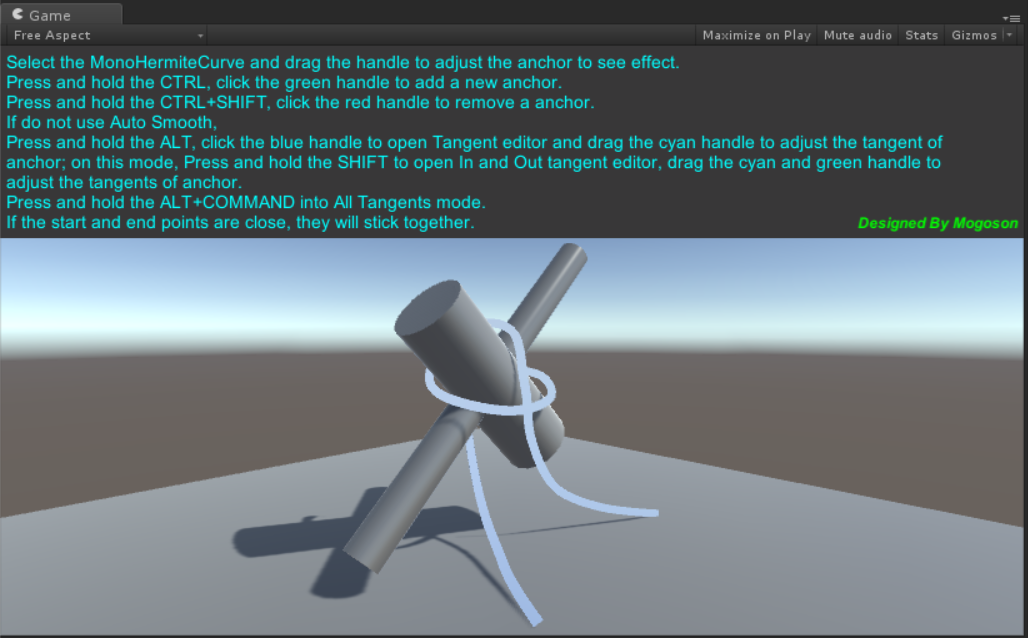 Game
Free Aspect Maximize on Play Mute audio Stats Gizmos
Select the MonoHermiteCurve and drag the handle to adjust the anchor to see effect.
Press and hold the CTRL, click the green handle to add a new anchor.
Press and hold the CTRL+SHIFT, click the red handle to remove a anchor.
If do not use Auto Smooth,
Press and hold the ALT, click the blue handle to open Tangent editor and drag the cyan handle to adjust the tangent of
anchor; on this mode, Press and hold the SHIFT to open In and Out tangent editor, drag the cyan and green handle to
adjust the tangents of anchor.
Press and hold the ALT+COMMAND into All Tangents mode.
If the start and end points are close, they will stick together.
Designed By Mogoson